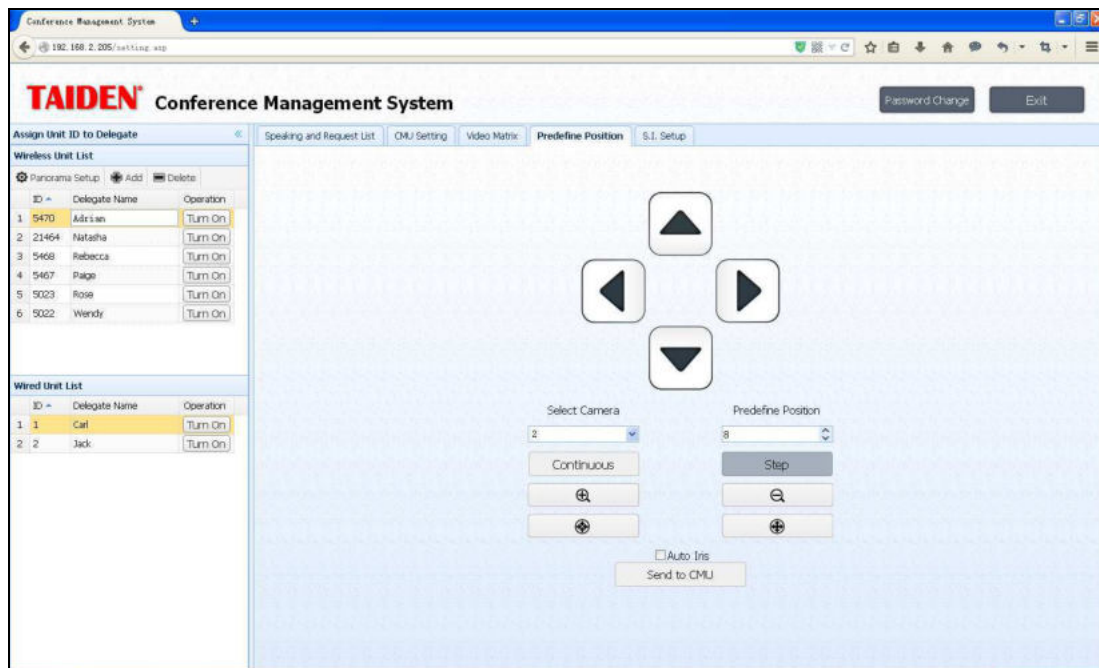 Conference Management System
192.168.2.205/setting.asp
TAIDEN® Conference Management System
Password Change
Exit
Assign Unit ID to Delegate
Speaking and Request List
CMU Setting
Video Matrix
Predefine Position
S.I. Setup
Wireless Unit List
Panorama Setup Add Delete
ID Delegate Name Operation
1 5470 Adrian Turn On
2 21464 Natasha Turn On
3 5468 Rebecca Turn On
4 5467 Paige Turn On
5 5023 Rose Turn On
6 5022 Wendy Turn On
Wired Unit List
ID Delegate Name Operation
1 1 Carl Turn On
2 2 Jack Turn On
Select Camera
Predefine Position
2
8
Continuous
Step
Auto Iris
Send to CMU